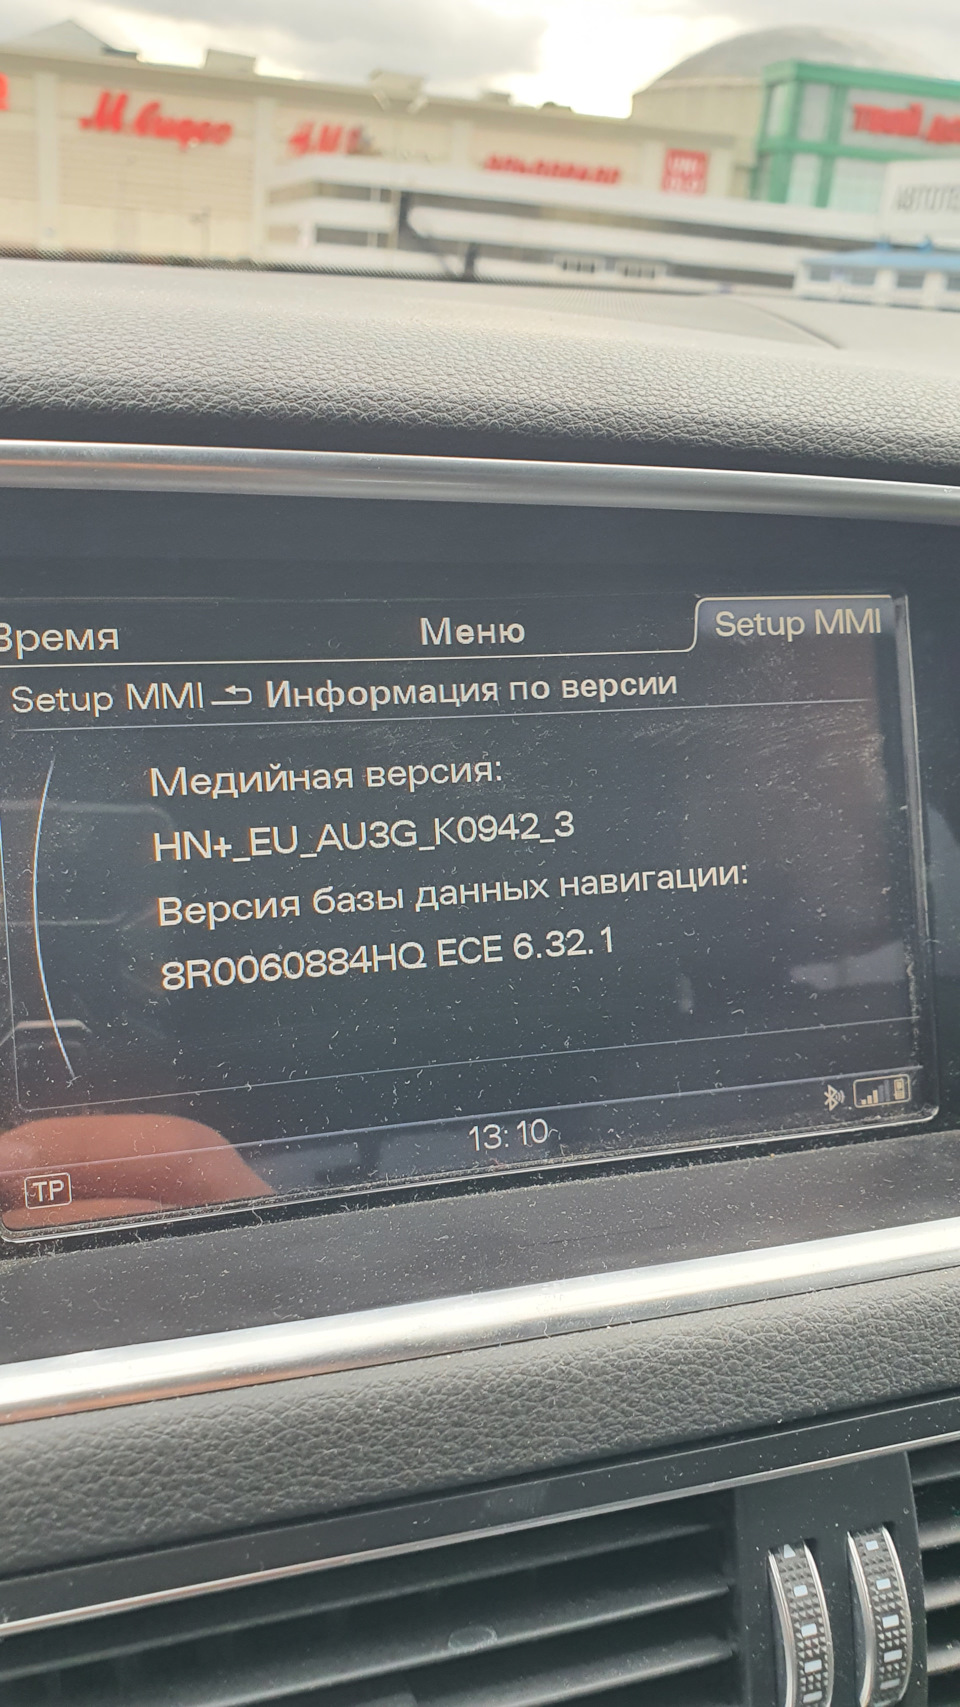 М.Видео
H&M
Время
Меню
Setup MMI
Setup MMI Информация по версии
Медийная версия:
HN+_EU_AU3G_K0942_3
Версия базы данных навигации:
8R0060884HQ ECE 6.32.1
13:10
TP